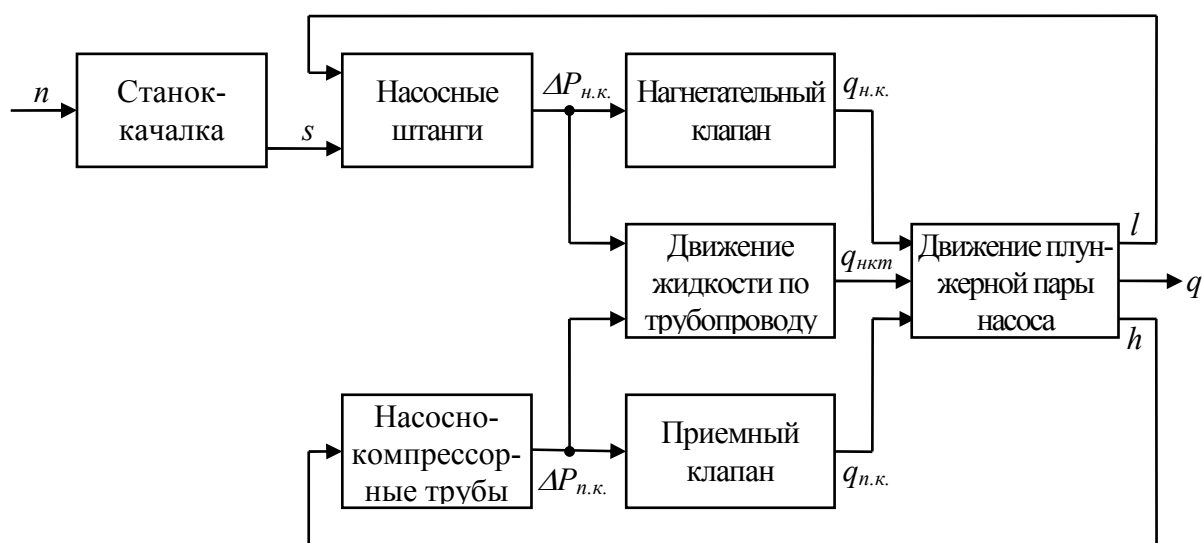 n
Станок-
качалка
s
Насосные
штанги
ΔPн.к.
Нагнетательный
клапан
qн.к.
Движение
жидкости по
трубопроводу
qнкт
Движение плун-
жерной пары
насоса
l
q
h
Насосно-
компрессор-
ные трубы
ΔPп.к.
Приемный
клапан
qп.к.